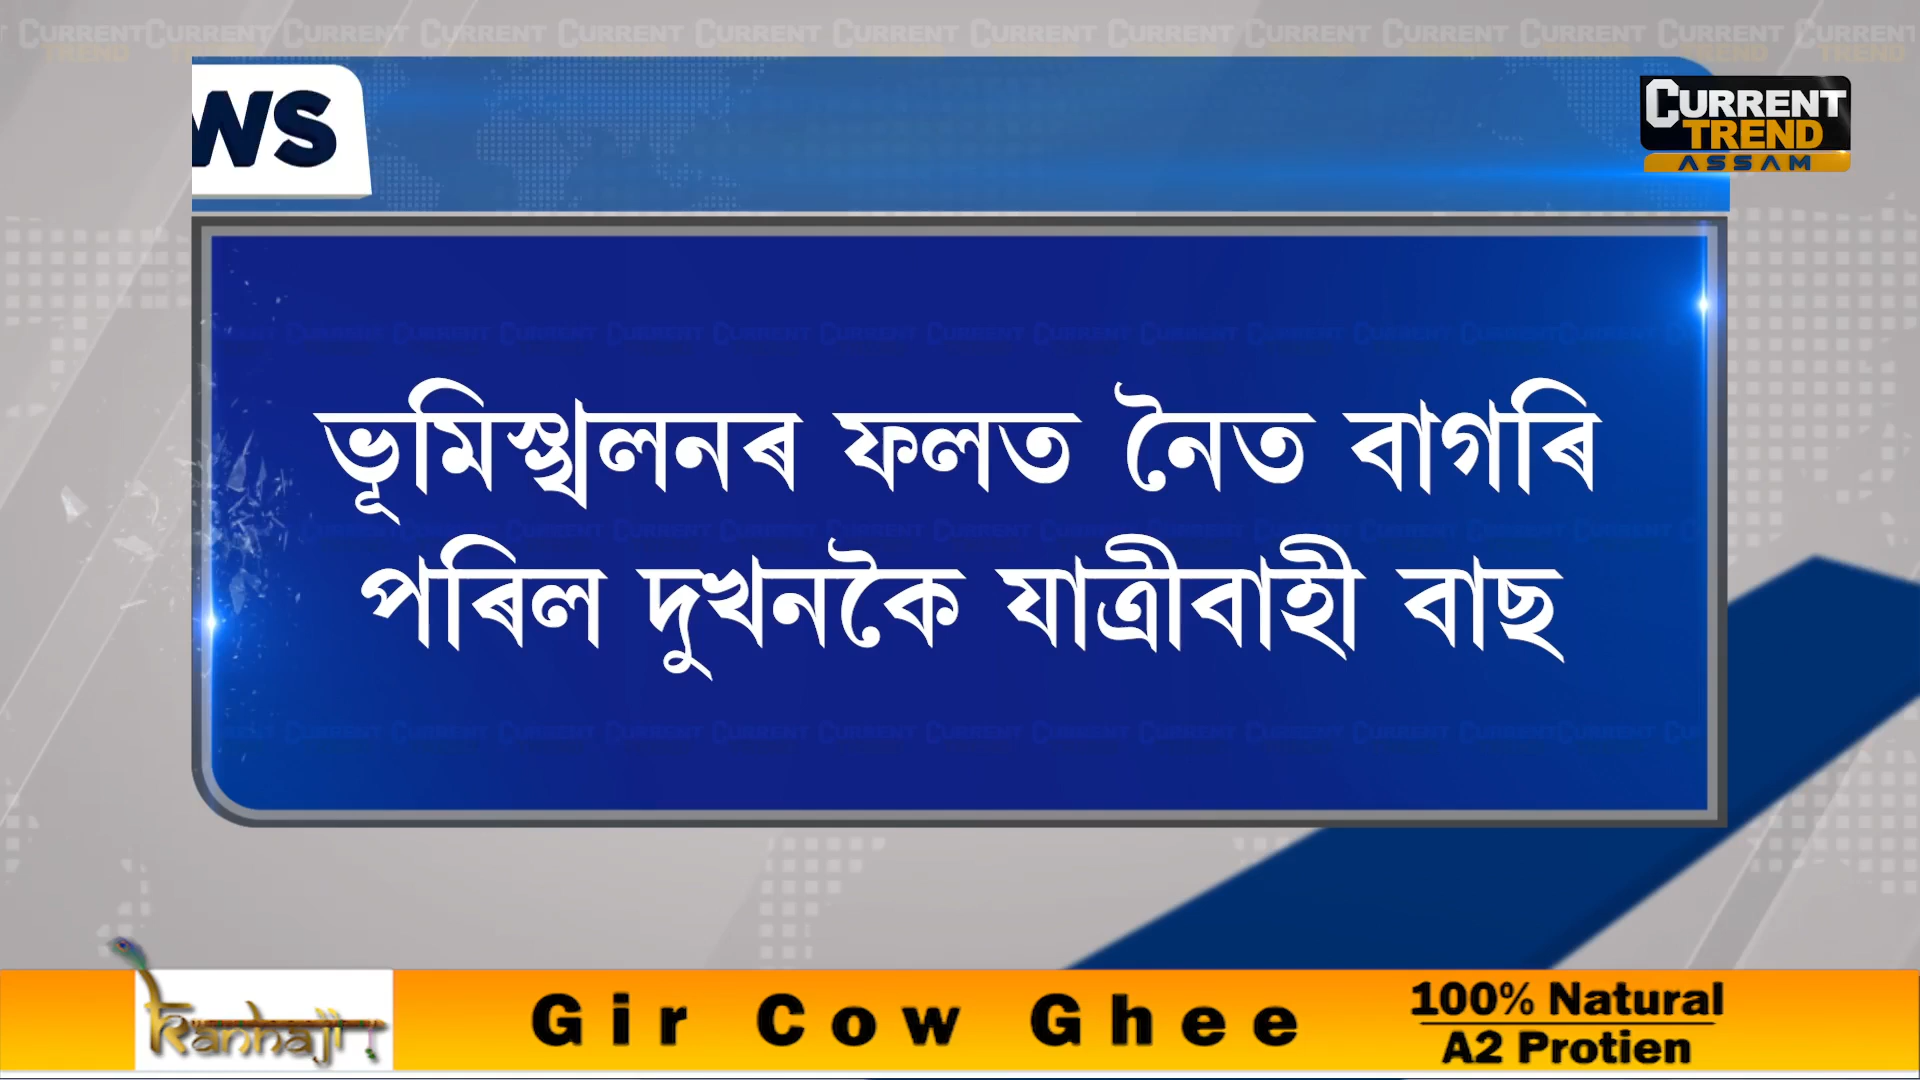 WS
CURRENT
TREND
ASSAM
ভূমিস্খলনৰ ফলত নৈত বাগৰি
পৰিল দুখনকৈ যাত্ৰীবাহী বাছ
Kanhaji
Gir Cow Ghee
100% Natural
A2 Protien